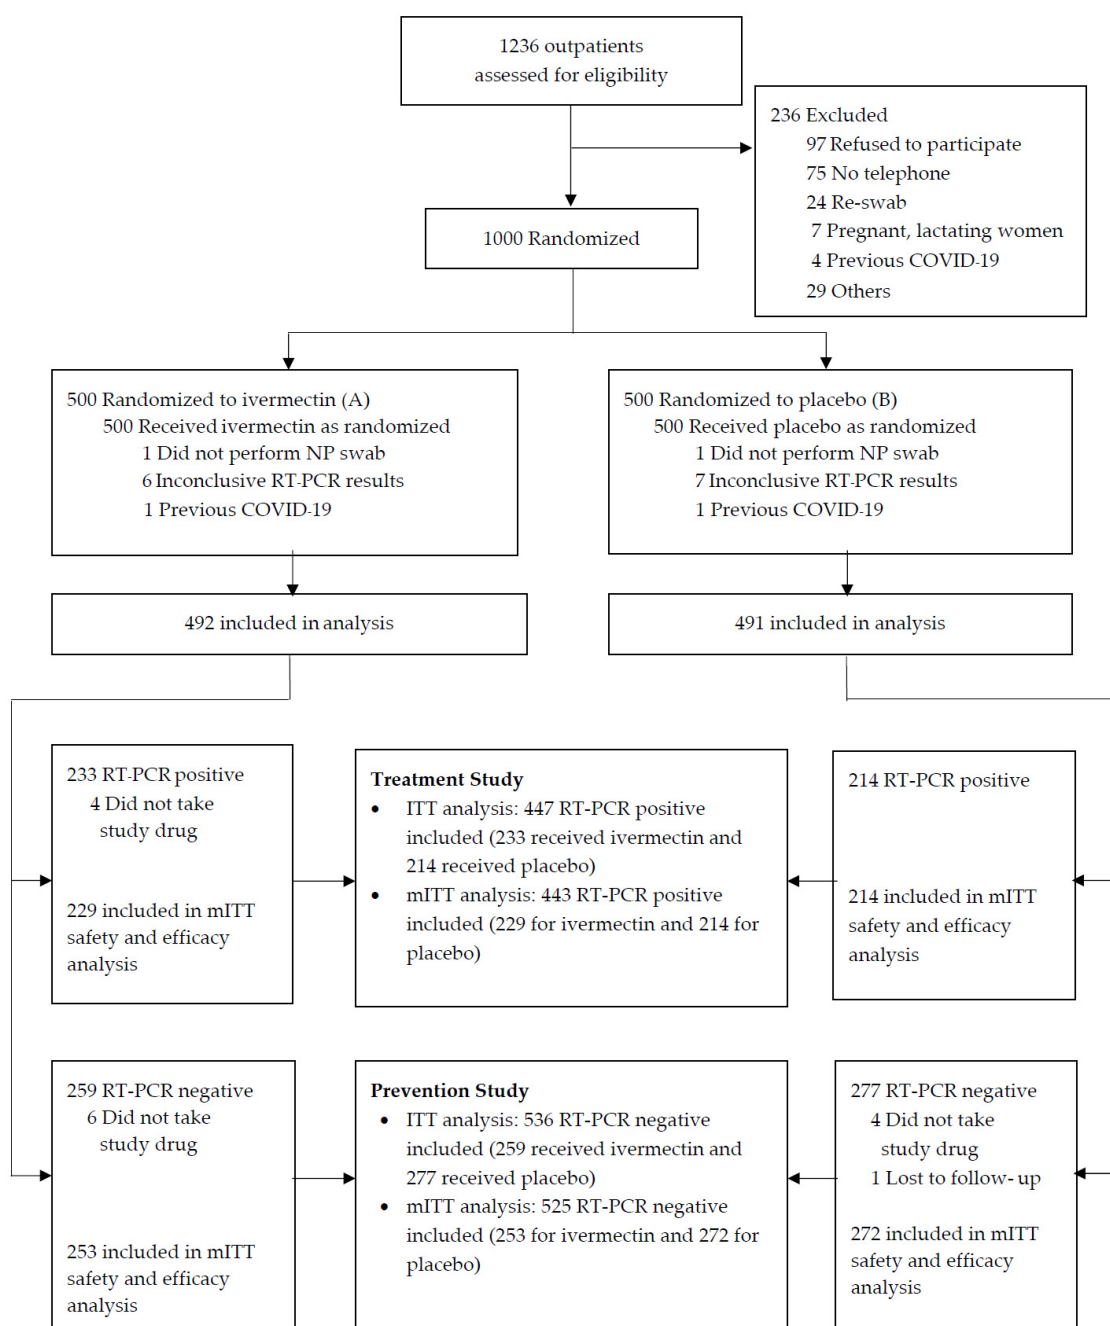 1236 outpatients
assessed for eligibility
236 Excluded
97 Refused to participate
75 No telephone
24 Re-swab
7 Pregnant, lactating women
4 Previous COVID-19
29 Others
1000 Randomized
500 Randomized to ivermectin (A)
500 Received ivermectin as randomized
1 Did not perform NP swab
6 Inconclusive RT-PCR results
1 Previous COVID-19
500 Randomized to placebo (B)
500 Received placebo as randomized
1 Did not perform NP swab
7 Inconclusive RT-PCR results
1 Previous COVID-19
492 included in analysis
491 included in analysis
233 RT-PCR positive
4 Did not take
study drug
229 included in mITT
safety and efficacy
analysis
Treatment Study
• ITT analysis: 447 RT-PCR positive
included (233 received ivermectin and
214 received placebo)
• mITT analysis: 443 RT-PCR positive
included (229 for ivermectin and 214 for
placebo)
214 RT-PCR positive
214 included in mITT
safety and efficacy
analysis
259 RT-PCR negative
6 Did not take
study drug
253 included in mITT
safety and efficacy
analysis
Prevention Study
• ITT analysis: 536 RT-PCR negative
included (259 received ivermectin and
277 received placebo)
• mITT analysis: 525 RT-PCR negative
included (253 for ivermectin and 272 for
placebo)
277 RT-PCR negative
4 Did not take
study drug
1 Lost to follow- up
272 included in mITT
safety and efficacy
analysis